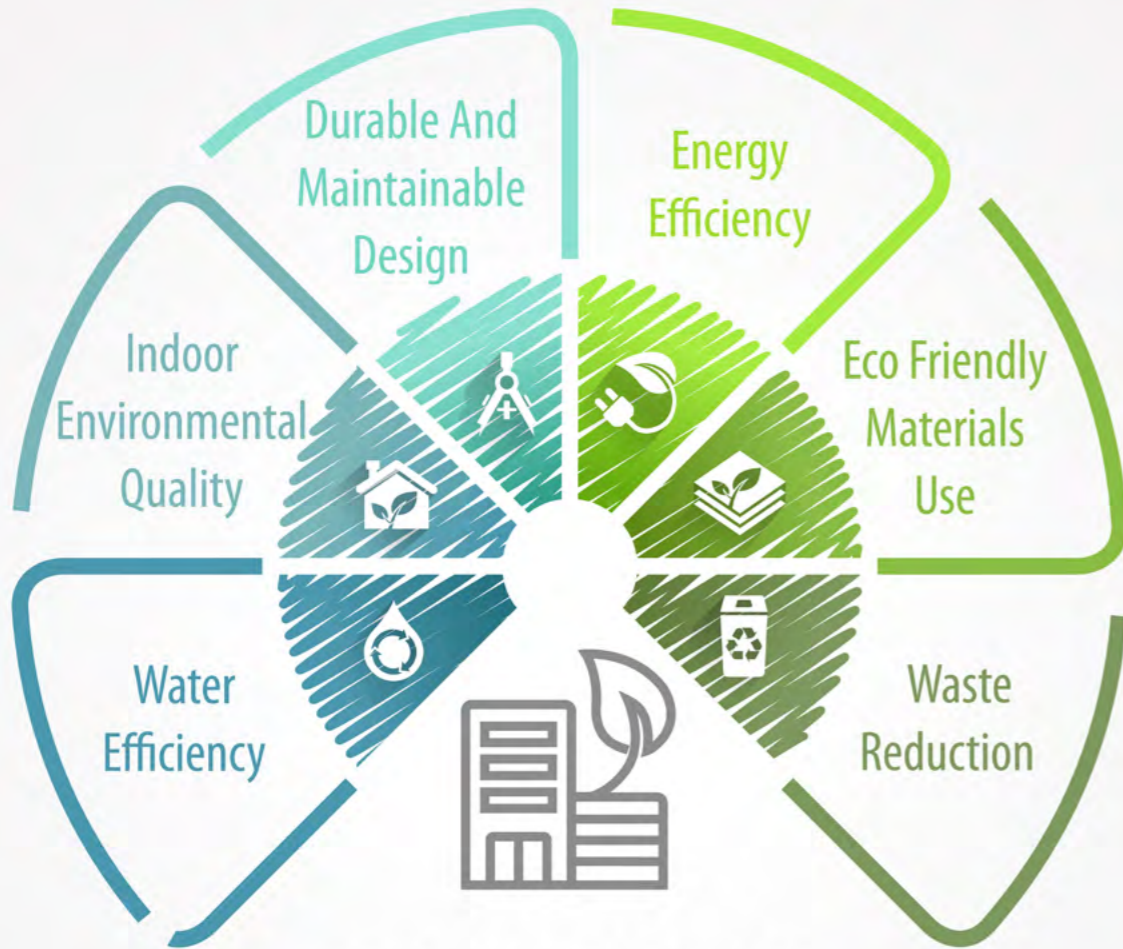 Durable And
Maintainable
Design
Energy
Efficiency
Indoor
Environmental
Quality
Eco Friendly
Materials
Use
Water
Efficiency
Waste
Reduction